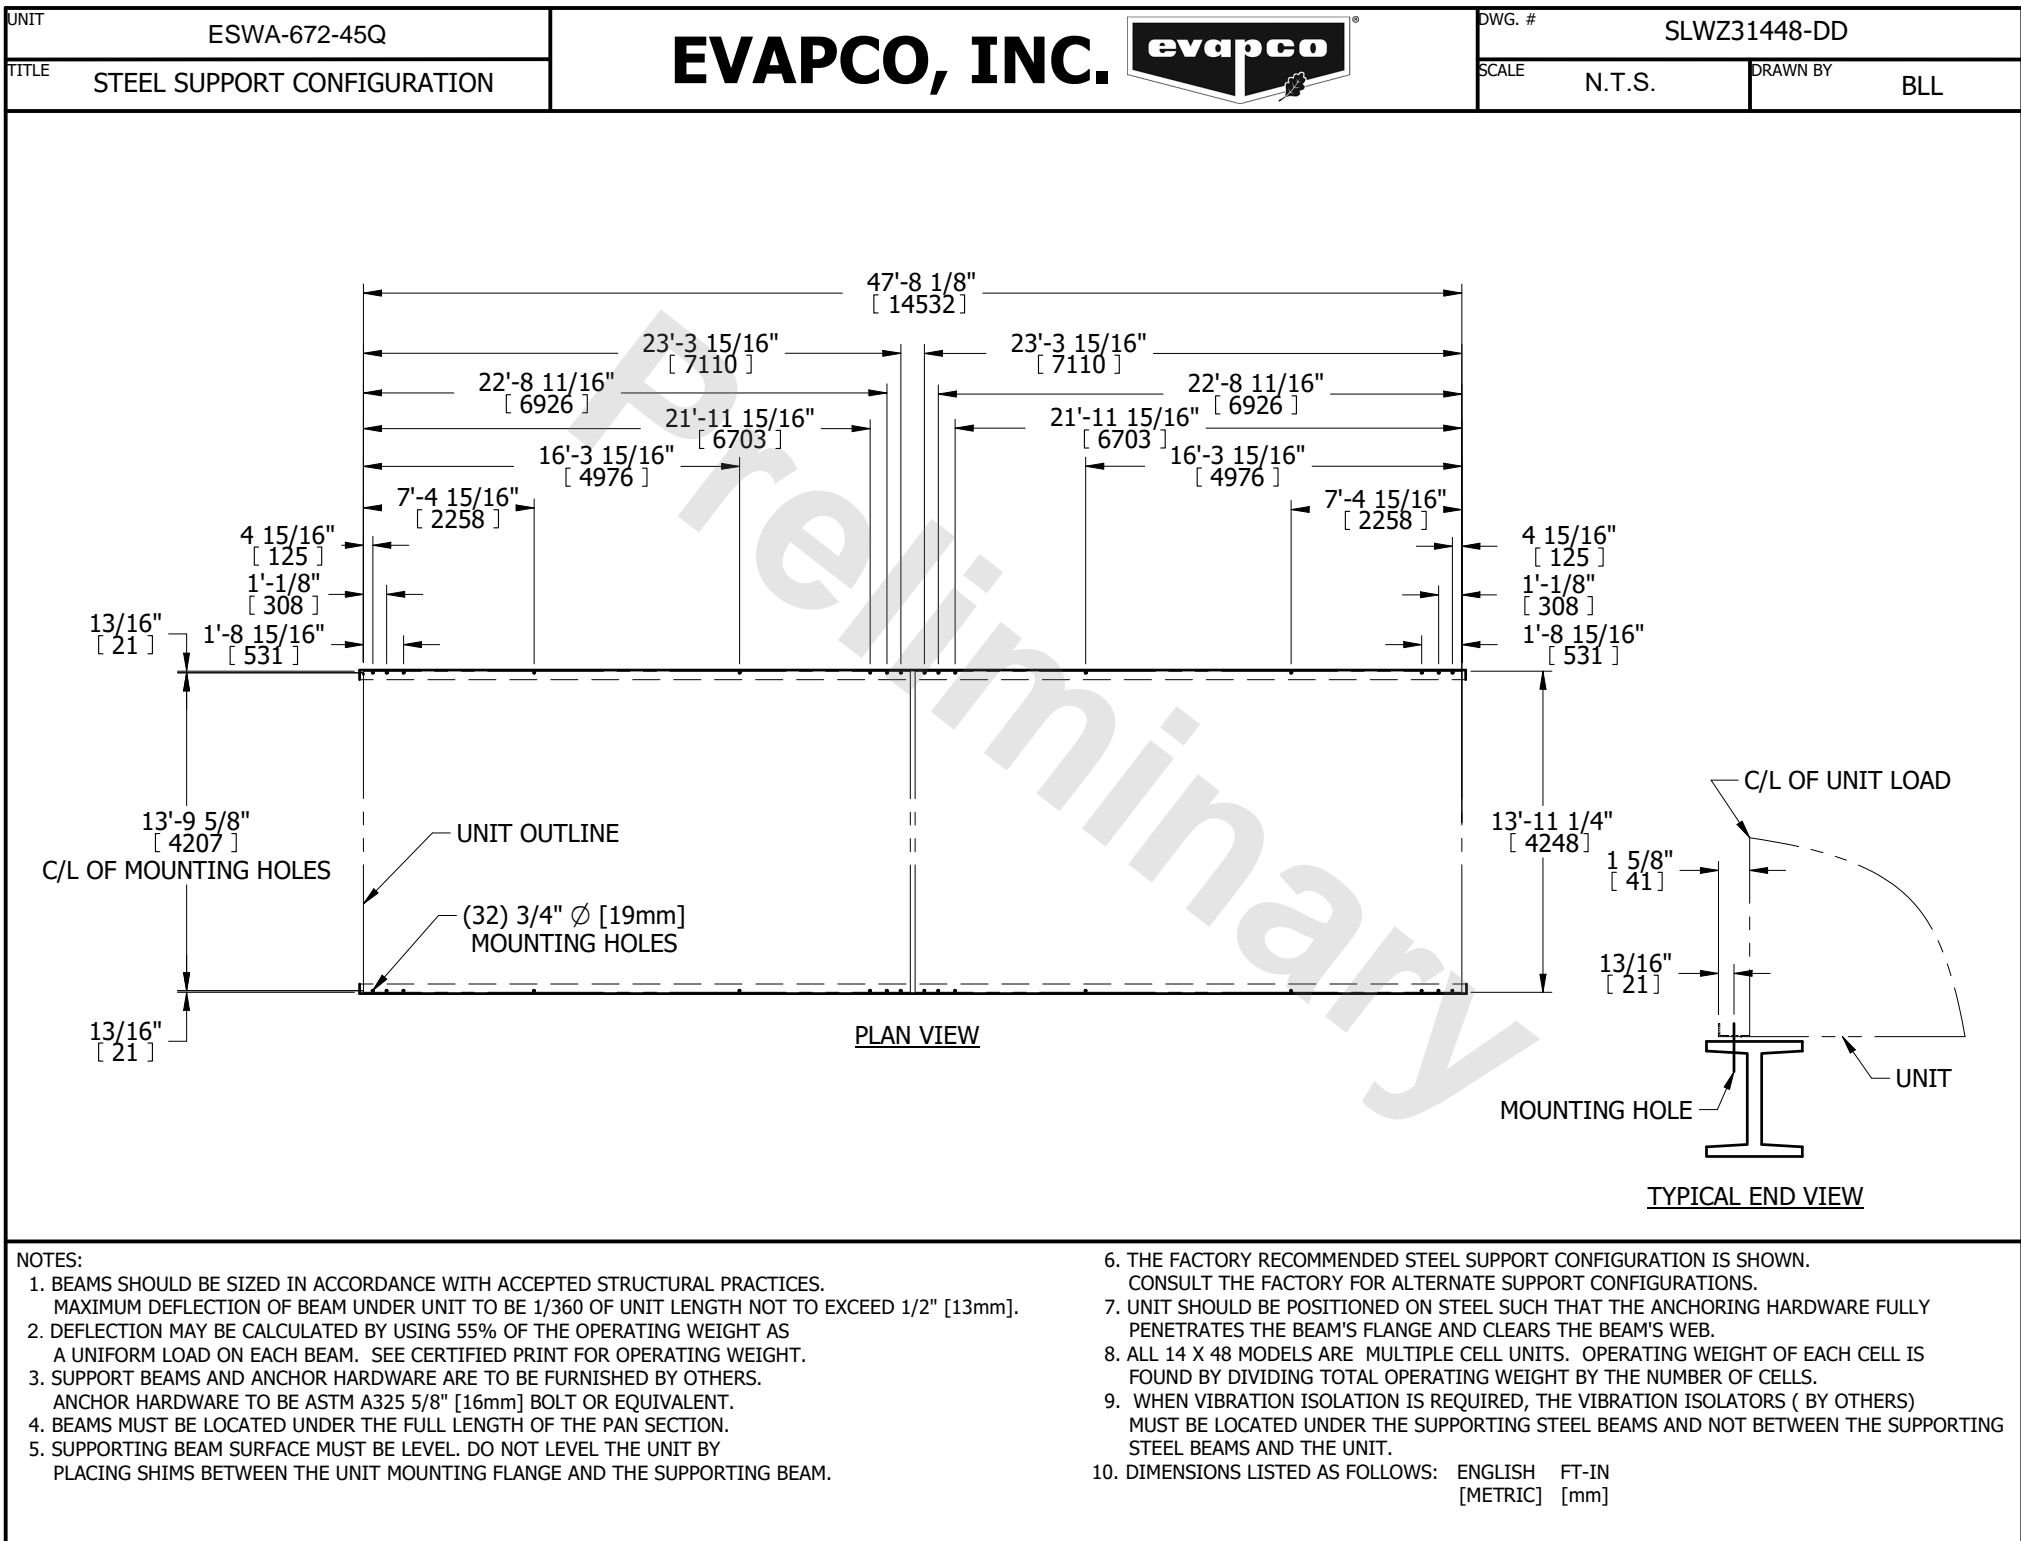 UNIT
ESWA-672-45Q
TITLE
STEEL SUPPORT CONFIGURATION
EVAPCO, INC.
evapco
®
DWG. #
SLWZ31448-DD
SCALE
N.T.S.
DRAWN BY
BLL
47'-8 1/8"
[ 14532 ]
23'-3 15/16"
[ 7110 ]
23'-3 15/16"
[ 7110 ]
22'-8 11/16"
[ 6926 ]
22'-8 11/16"
[ 6926 ]
21'-11 15/16"
[ 6703 ]
21'-11 15/16"
[ 6703 ]
16'-3 15/16"
[ 4976 ]
16'-3 15/16"
[ 4976 ]
7'-4 15/16"
[ 2258 ]
7'-4 15/16"
[ 2258 ]
4 15/16"
[ 125 ]
4 15/16"
[ 125 ]
1'-1/8"
[ 308 ]
1'-1/8"
[ 308 ]
13/16"
[ 21 ]
1'-8 15/16"
[ 531 ]
1'-8 15/16"
[ 531 ]
Preliminary
13'-9 5/8"
[ 4207 ]
C/L OF MOUNTING HOLES
UNIT OUTLINE
(32) 3/4" ∅ [19mm]
MOUNTING HOLES
13/16"
[ 21 ]
PLAN VIEW
13'-11 1/4"
[ 4248 ]
C/L OF UNIT LOAD
1 5/8"
[ 41 ]
13/16"
[ 21 ]
UNIT
MOUNTING HOLE
TYPICAL END VIEW
NOTES:
1. BEAMS SHOULD BE SIZED IN ACCORDANCE WITH ACCEPTED STRUCTURAL PRACTICES.
MAXIMUM DEFLECTION OF BEAM UNDER UNIT TO BE 1/360 OF UNIT LENGTH NOT TO EXCEED 1/2" [13mm].
2. DEFLECTION MAY BE CALCULATED BY USING 55% OF THE OPERATING WEIGHT AS
A UNIFORM LOAD ON EACH BEAM. SEE CERTIFIED PRINT FOR OPERATING WEIGHT.
3. SUPPORT BEAMS AND ANCHOR HARDWARE ARE TO BE FURNISHED BY OTHERS.
ANCHOR HARDWARE TO BE ASTM A325 5/8" [16mm] BOLT OR EQUIVALENT.
4. BEAMS MUST BE LOCATED UNDER THE FULL LENGTH OF THE PAN SECTION.
5. SUPPORTING BEAM SURFACE MUST BE LEVEL. DO NOT LEVEL THE UNIT BY
PLACING SHIMS BETWEEN THE UNIT MOUNTING FLANGE AND THE SUPPORTING BEAM.
6. THE FACTORY RECOMMENDED STEEL SUPPORT CONFIGURATION IS SHOWN.
CONSULT THE FACTORY FOR ALTERNATE SUPPORT CONFIGURATIONS.
7. UNIT SHOULD BE POSITIONED ON STEEL SUCH THAT THE ANCHORING HARDWARE FULLY
PENETRATES THE BEAM'S FLANGE AND CLEARS THE BEAM'S WEB.
8. ALL 14 X 48 MODELS ARE MULTIPLE CELL UNITS. OPERATING WEIGHT OF EACH CELL IS
FOUND BY DIVIDING TOTAL OPERATING WEIGHT BY THE NUMBER OF CELLS.
9. WHEN VIBRATION ISOLATION IS REQUIRED, THE VIBRATION ISOLATORS ( BY OTHERS)
MUST BE LOCATED UNDER THE SUPPORTING STEEL BEAMS AND NOT BETWEEN THE SUPPORTING
STEEL BEAMS AND THE UNIT.
10. DIMENSIONS LISTED AS FOLLOWS: ENGLISH FT-IN
[METRIC] [mm]